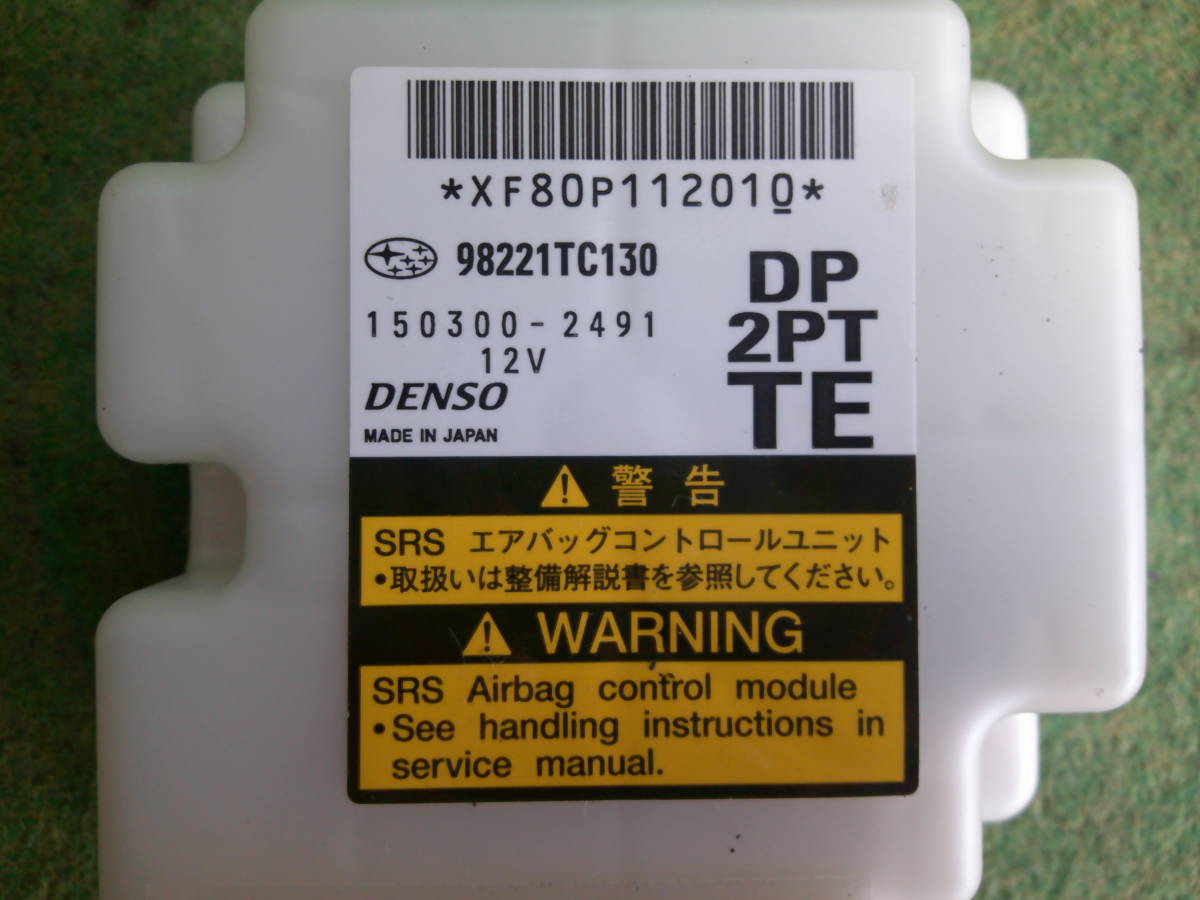 *XF80P112010*
98221TC130
150300-2491
12V
DENSO
MADE IN JAPAN
DP
2PT
TE
警告
SRS エアバッグコントロールユニット
•取扱いは整備解説書を参照してください。
WARNING
SRS Airbag control module
•See handling instructions in
service manual.